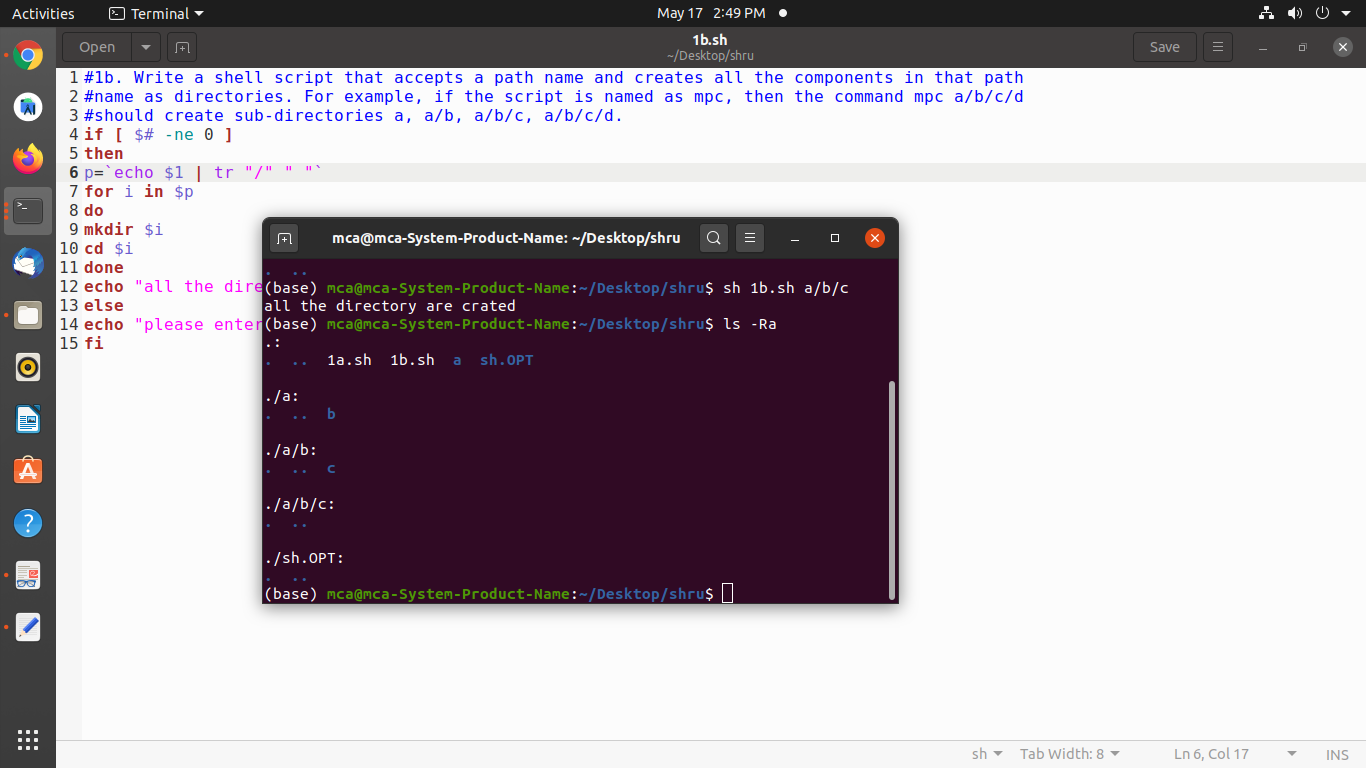 Activities Terminal May 17 2:49 PM
Open 1b.sh Save
~/Desktop/shru
1 #1b. Write a shell script that accepts a path name and creates all the components in that path
2 #name as directories. For example, if the script is named as mpc, then the command mpc a/b/c/d
3 #should create sub-directories a, a/b, a/b/c, a/b/c/d.
4 if [ $# -ne 0 ]
5 then
6 p=`echo $1 | tr "/" " "`
7 for i in $p
8 do
9 mkdir $i
10 cd $i
11 done
12 echo "all the dire
13 else
14 echo "please enter
15 fi
mca@mca-System-Product-Name: ~/Desktop/shru
. ..
(base) mca@mca-System-Product-Name:~/Desktop/shru$ sh 1b.sh a/b/c
all the directory are crated
(base) mca@mca-System-Product-Name:~/Desktop/shru$ ls -Ra
.:
. .. 1a.sh 1b.sh a sh.OPT
./a:
. .. b
./a/b:
. .. c
./a/b/c:
. ..
./sh.OPT:
. ..
(base) mca@mca-System-Product-Name:~/Desktop/shru$
sh Tab Width: 8 Ln 6, Col 17 INS